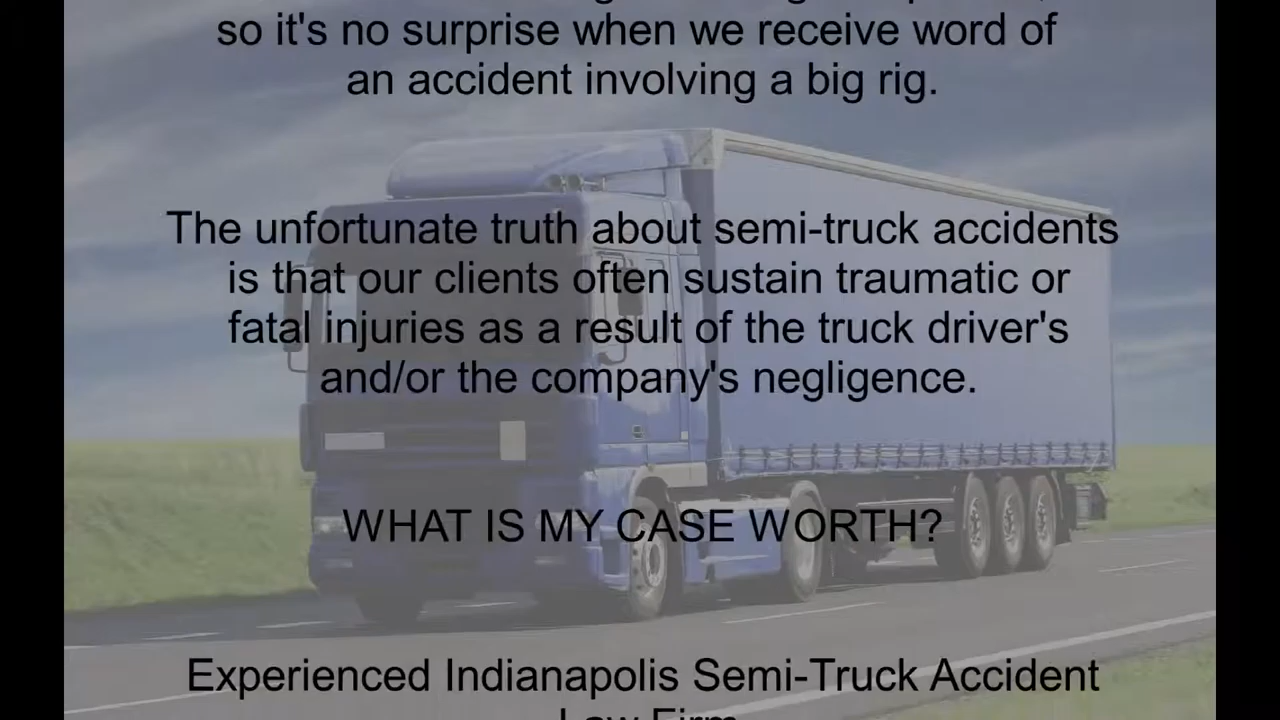 so it's no surprise when we receive word of
an accident involving a big rig.
The unfortunate truth about semi-truck accidents
is that our clients often sustain traumatic or
fatal injuries as a result of the truck driver's
and/or the company's negligence.
WHAT IS MY CASE WORTH?
Experienced Indianapolis Semi-Truck Accident
Law Firm